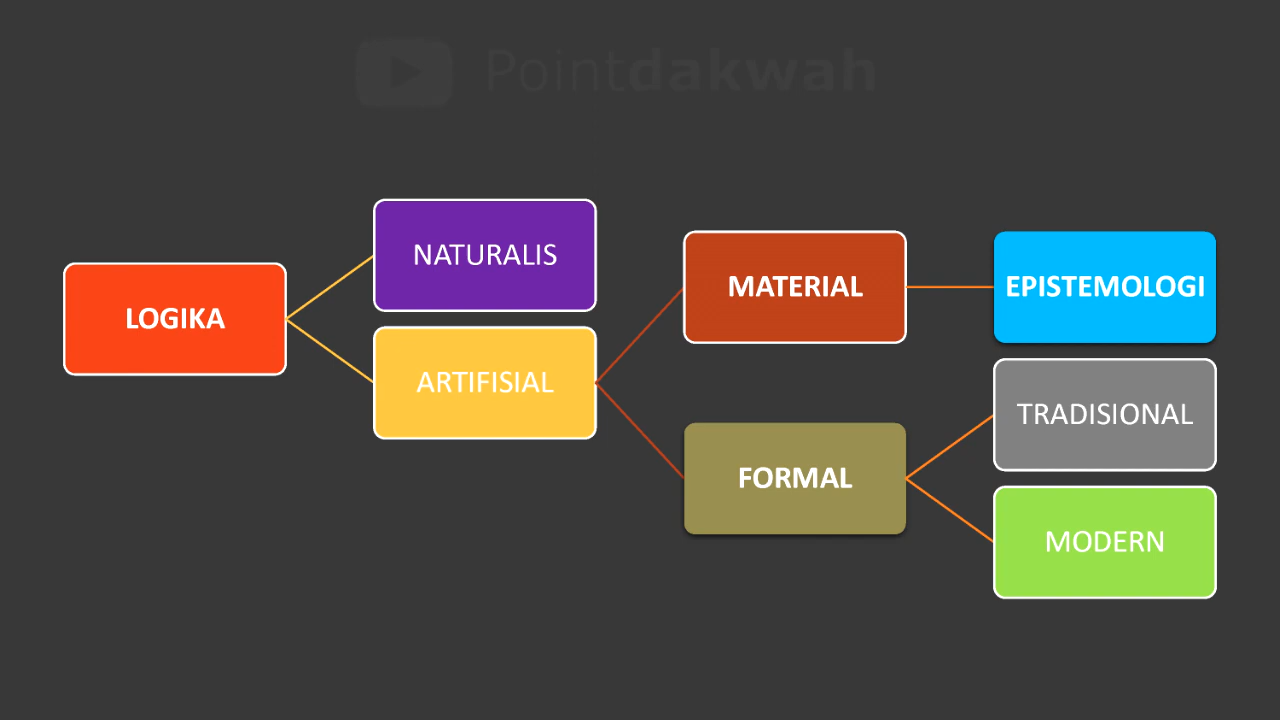 Pointdakwah
LOGIKA
NATURALIS
ARTIFISIAL
MATERIAL
FORMAL
EPISTEMOLOGI
TRADISIONAL
MODERN